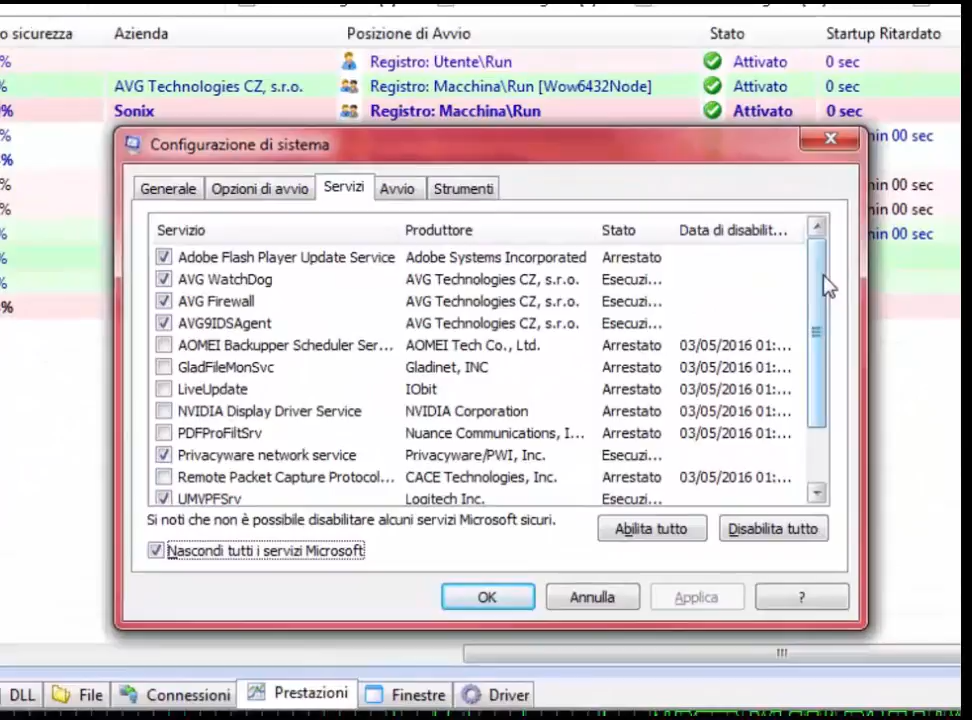 o sicurezza Azienda Posizione di Avvio Stato Startup Ritardato
% Registro: Utente\Run Attivato 0 sec
% AVG Technologies CZ, s.r.o. Registro: Macchina\Run [Wow6432Node] Attivato 0 sec
% Sonix Registro: Macchina\Run Attivato 0 sec
% in 00 sec
Configurazione di sistema
%
Generale Opzioni di avvio Servizi Avvio Strumenti
% in 00 sec
% in 00 sec
Servizio Produttore Stato Data di disabilit...
% in 00 sec
Adobe Flash Player Update Service Adobe Systems Incorporated Arrestato
%
AVG WatchDog AVG Technologies CZ, s.r.o. Esecuzi...
%
AVG Firewall AVG Technologies CZ, s.r.o. Esecuzi...
%
AVG9IDSAgent AVG Technologies CZ, s.r.o. Esecuzi...
AOMEI Backupper Scheduler Ser... AOMEI Tech Co., Ltd. Arrestato 03/05/2016 01:...
GladFileMonSvc Gladinet, INC Arrestato 03/05/2016 01:...
LiveUpdate IObit Arrestato 03/05/2016 01:...
NVIDIA Display Driver Service NVIDIA Corporation Arrestato 03/05/2016 01:...
PDFProFiltSrv Nuance Communications, I... Arrestato 03/05/2016 01:...
Privacyware network service Privacyware/PWI, Inc. Esecuzi...
Remote Packet Capture Protocol... CACE Technologies, Inc. Arrestato 03/05/2016 01:...
UMVPFSrv Logitech Inc. Esecuzi...
Si noti che non è possibile disabilitare alcuni servizi Microsoft sicuri.
Abilita tutto Disabilita tutto
Nascondi tutti i servizi Microsoft
OK Annulla Applica ?
DLL File Connessioni Prestazioni Finestre Driver